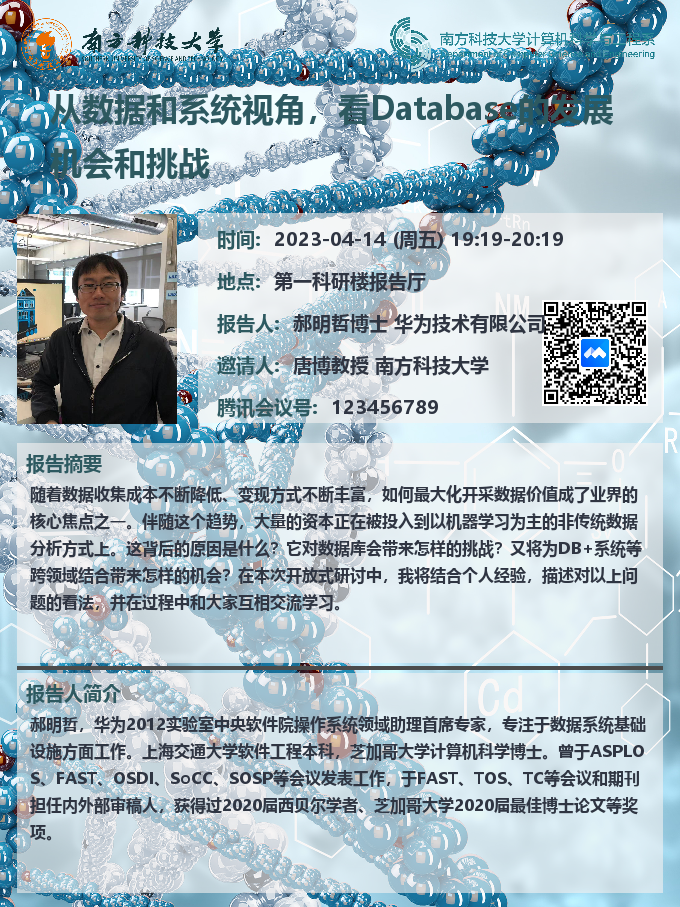 南方科技大学
南方科技大学计算机科学与工程系
Department of Computer Science and Engineering
从数据和系统视角，看Database的发展
机会和挑战
时间: 2023-04-14 (周五) 19:19-20:19
地点: 第一科研楼报告厅
报告人: 郝明哲博士 华为技术有限公司
邀请人: 唐博教授 南方科技大学
腾讯会议号: 123456789
报告摘要
随着数据收集成本不断降低、变现方式不断丰富，如何最大化开采数据价值成了业界的
核心焦点之一。伴随这个趋势，大量的资本正在被投入到以机器学习为主的非传统数据
分析方式上。这背后的原因是什么？它对数据库会带来怎样的挑战？又将为DB+系统等
跨领域结合带来怎样的机会？在本次开放式研讨中，我将结合个人经验，描述对以上问
题的看法，并在过程中和大家互相交流学习。
报告人简介
郝明哲，华为2012实验室中央软件院操作系统领域助理首席专家，专注于数据系统基础
设施方面工作。上海交通大学软件工程本科，芝加哥大学计算机科学博士。曾于ASPLO
S、FAST、OSDI、SoCC、SOSP等会议发表工作，于FAST、TOS、TC等会议和期刊
担任内外部审稿人，获得过2020届西贝尔学者、芝加哥大学2020届最佳博士论文等奖
项。
Cd